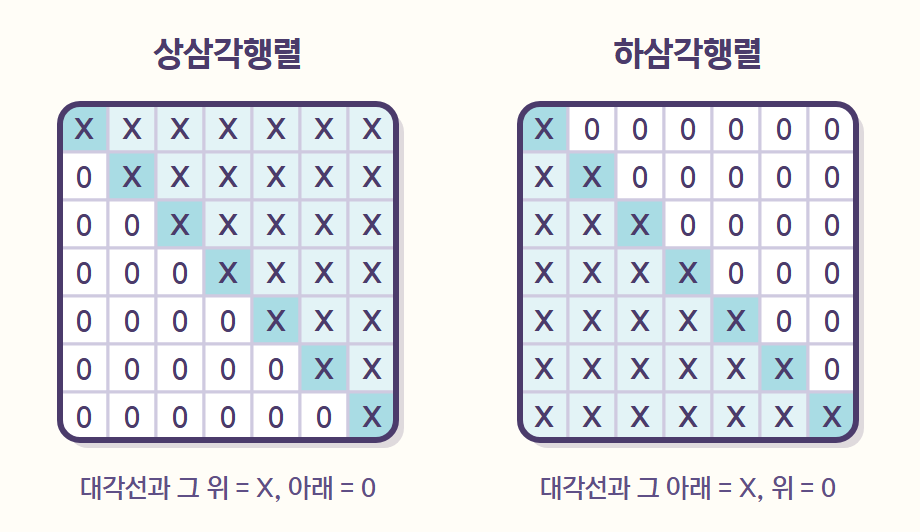 상삼각행렬
X X X X X X X
0 X X X X X X
0 0 X X X X X
0 0 0 X X X X
0 0 0 0 X X X
0 0 0 0 0 X X
0 0 0 0 0 0 X
대각선과 그 위 = X, 아래 = 0
하삼각행렬
X 0 0 0 0 0 0
X X 0 0 0 0 0
X X X 0 0 0 0
X X X X 0 0 0
X X X X X 0 0
X X X X X X 0
X X X X X X X
대각선과 그 아래 = X, 위 = 0